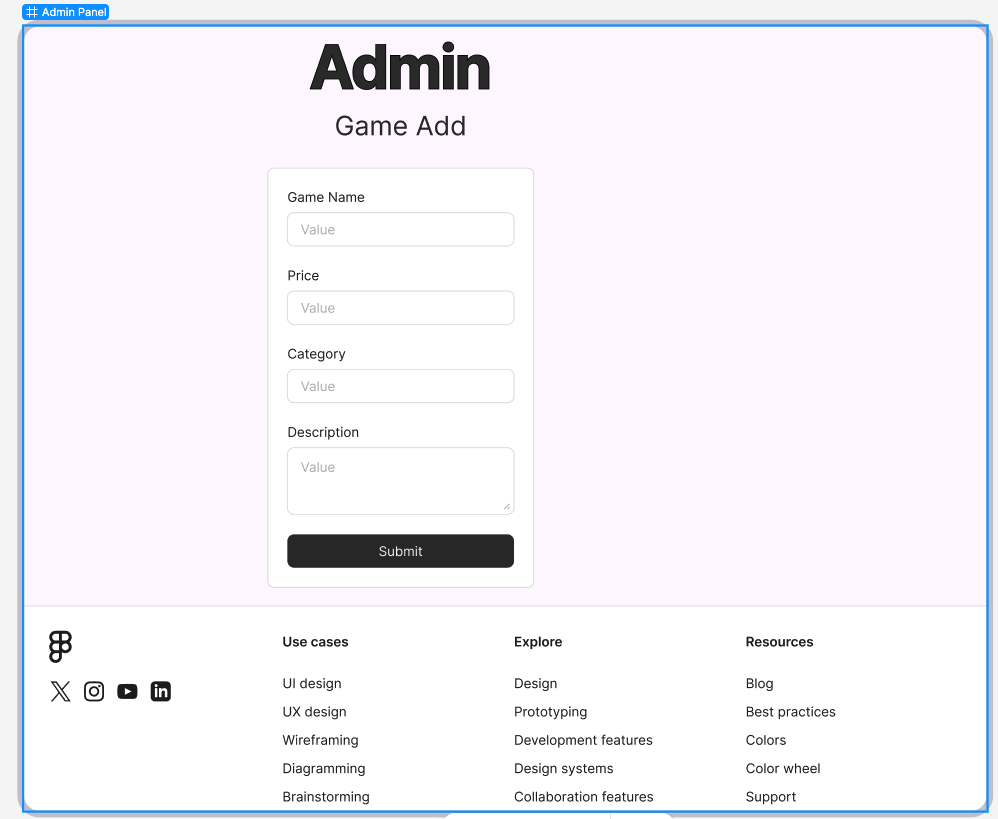 Admin Panel
Admin
Game Add
Game Name
Value
Price
Value
Category
Value
Description
Value
Submit
Use cases
UI design
UX design
Wireframing
Diagramming
Brainstorming
Explore
Design
Prototyping
Development features
Design systems
Collaboration features
Resources
Blog
Best practices
Colors
Color wheel
Support